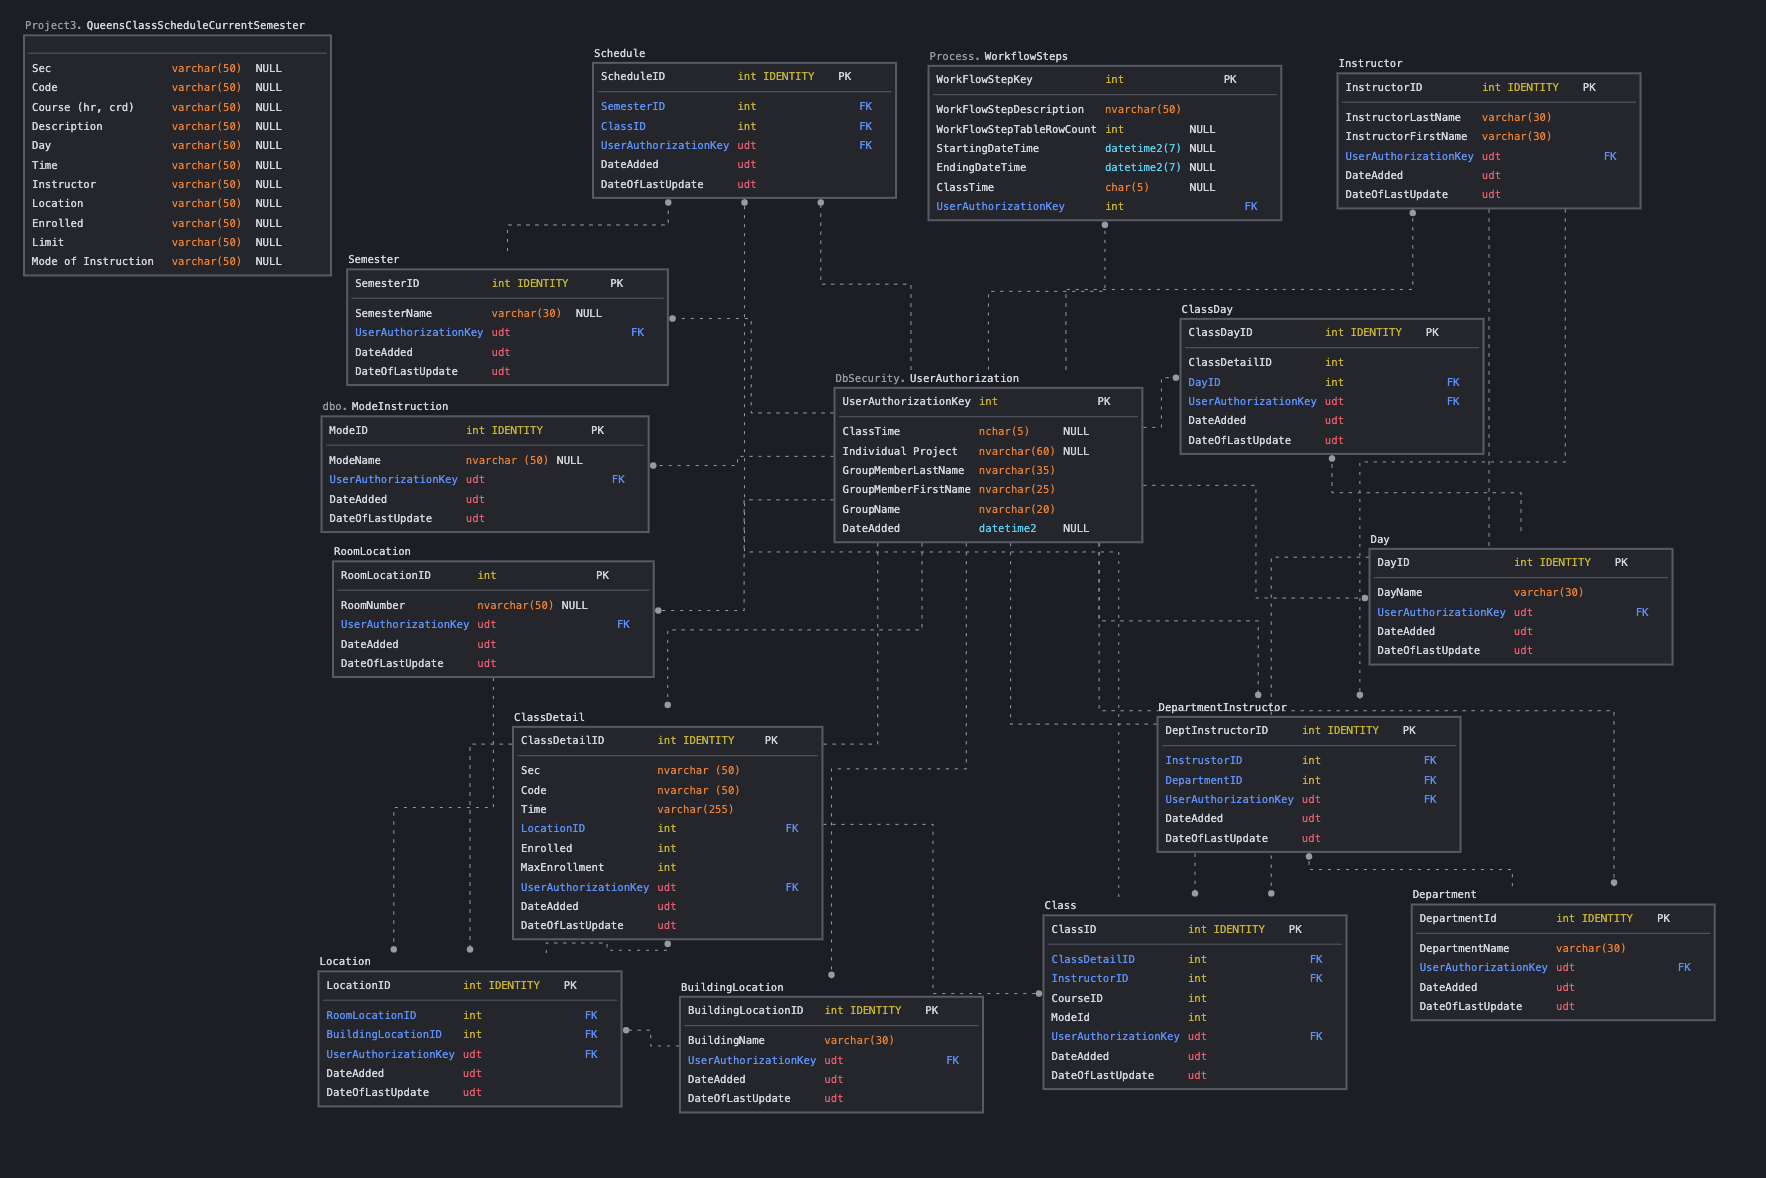 Project3. QueensClassScheduleCurrentSemester
Sec varchar(50) NULL
Code varchar(50) NULL
Course (hr, crd) varchar(50) NULL
Description varchar(50) NULL
Day varchar(50) NULL
Time varchar(50) NULL
Instructor varchar(50) NULL
Location varchar(50) NULL
Enrolled varchar(50) NULL
Limit varchar(50) NULL
Mode of Instruction varchar(50) NULL
Schedule
ScheduleID int IDENTITY PK
SemesterID int FK
ClassID int FK
UserAuthorizationKey udt FK
DateAdded udt
DateOfLastUpdate udt
Process. WorkflowSteps
WorkFlowStepKey int PK
WorkFlowStepDescription nvarchar(50)
WorkFlowStepTableRowCount int NULL
StartingDateTime datetime2(7) NULL
EndingDateTime datetime2(7) NULL
ClassTime char(5) NULL
UserAuthorizationKey int FK
Instructor
InstructorID int IDENTITY PK
InstructorLastName varchar(30)
InstructorFirstName varchar(30)
UserAuthorizationKey udt FK
DateAdded udt
DateOfLastUpdate udt
Semester
SemesterID int IDENTITY PK
SemesterName varchar(30) NULL
UserAuthorizationKey udt FK
DateAdded udt
DateOfLastUpdate udt
ClassDay
ClassDayID int IDENTITY PK
ClassDetailID int
DayID int FK
UserAuthorizationKey udt FK
DateAdded udt
DateOfLastUpdate udt
DbSecurity. UserAuthorization
UserAuthorizationKey int PK
ClassTime nchar(5) NULL
Individual Project nvarchar(60) NULL
GroupMemberLastName nvarchar(35)
GroupMemberFirstName nvarchar(25)
GroupName nvarchar(20)
DateAdded datetime2 NULL
dbo. ModeInstruction
ModeID int IDENTITY PK
ModeName nvarchar (50) NULL
UserAuthorizationKey udt FK
DateAdded udt
DateOfLastUpdate udt
RoomLocation
RoomLocationID int PK
RoomNumber nvarchar(50) NULL
UserAuthorizationKey udt FK
DateAdded udt
DateOfLastUpdate udt
Day
DayID int IDENTITY PK
DayName varchar(30)
UserAuthorizationKey udt FK
DateAdded udt
DateOfLastUpdate udt
ClassDetail
ClassDetailID int IDENTITY PK
Sec nvarchar (50)
Code nvarchar (50)
Time varchar(255)
LocationID int FK
Enrolled int
MaxEnrollment int
UserAuthorizationKey udt FK
DateAdded udt
DateOfLastUpdate udt
DepartmentInstructor
DeptInstructorID int IDENTITY PK
InstrustorID int FK
DepartmentID int FK
UserAuthorizationKey udt FK
DateAdded udt
DateOfLastUpdate udt
Department
DepartmentId int IDENTITY PK
DepartmentName varchar(30)
UserAuthorizationKey udt FK
DateAdded udt
DateOfLastUpdate udt
Class
ClassID int IDENTITY PK
ClassDetailID int FK
InstructorID int FK
CourseID int
ModeId int
UserAuthorizationKey udt FK
DateAdded udt
DateOfLastUpdate udt
Location
LocationID int IDENTITY PK
RoomLocationID int FK
BuildingLocationID int FK
UserAuthorizationKey udt FK
DateAdded udt
DateOfLastUpdate udt
BuildingLocation
BuildingLocationID int IDENTITY PK
BuildingName varchar(30)
UserAuthorizationKey udt FK
DateAdded udt
DateOfLastUpdate udt